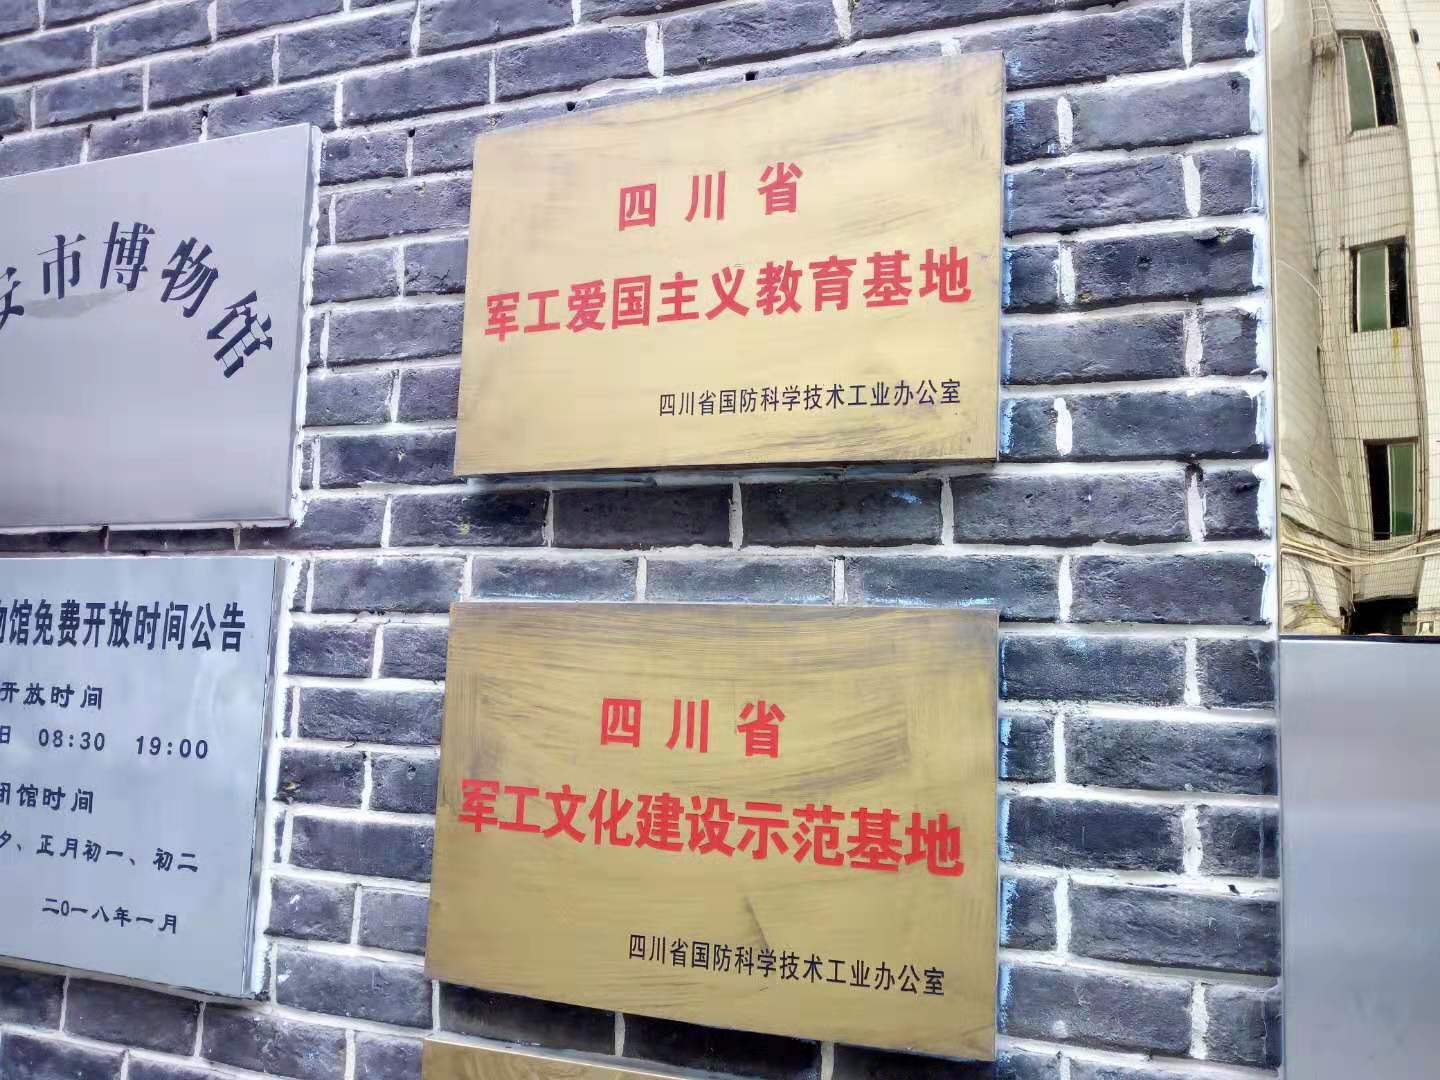 市博物馆
四川省
军工爱国主义教育基地
四川省国防科学技术工业办公室
馆免费开放时间公告
开放时间
日 08:30 19:00
闭馆时间
夕、正月初一、初二
二〇一八年一月
四川省
军工文化建设示范基地
四川省国防科学技术工业办公室